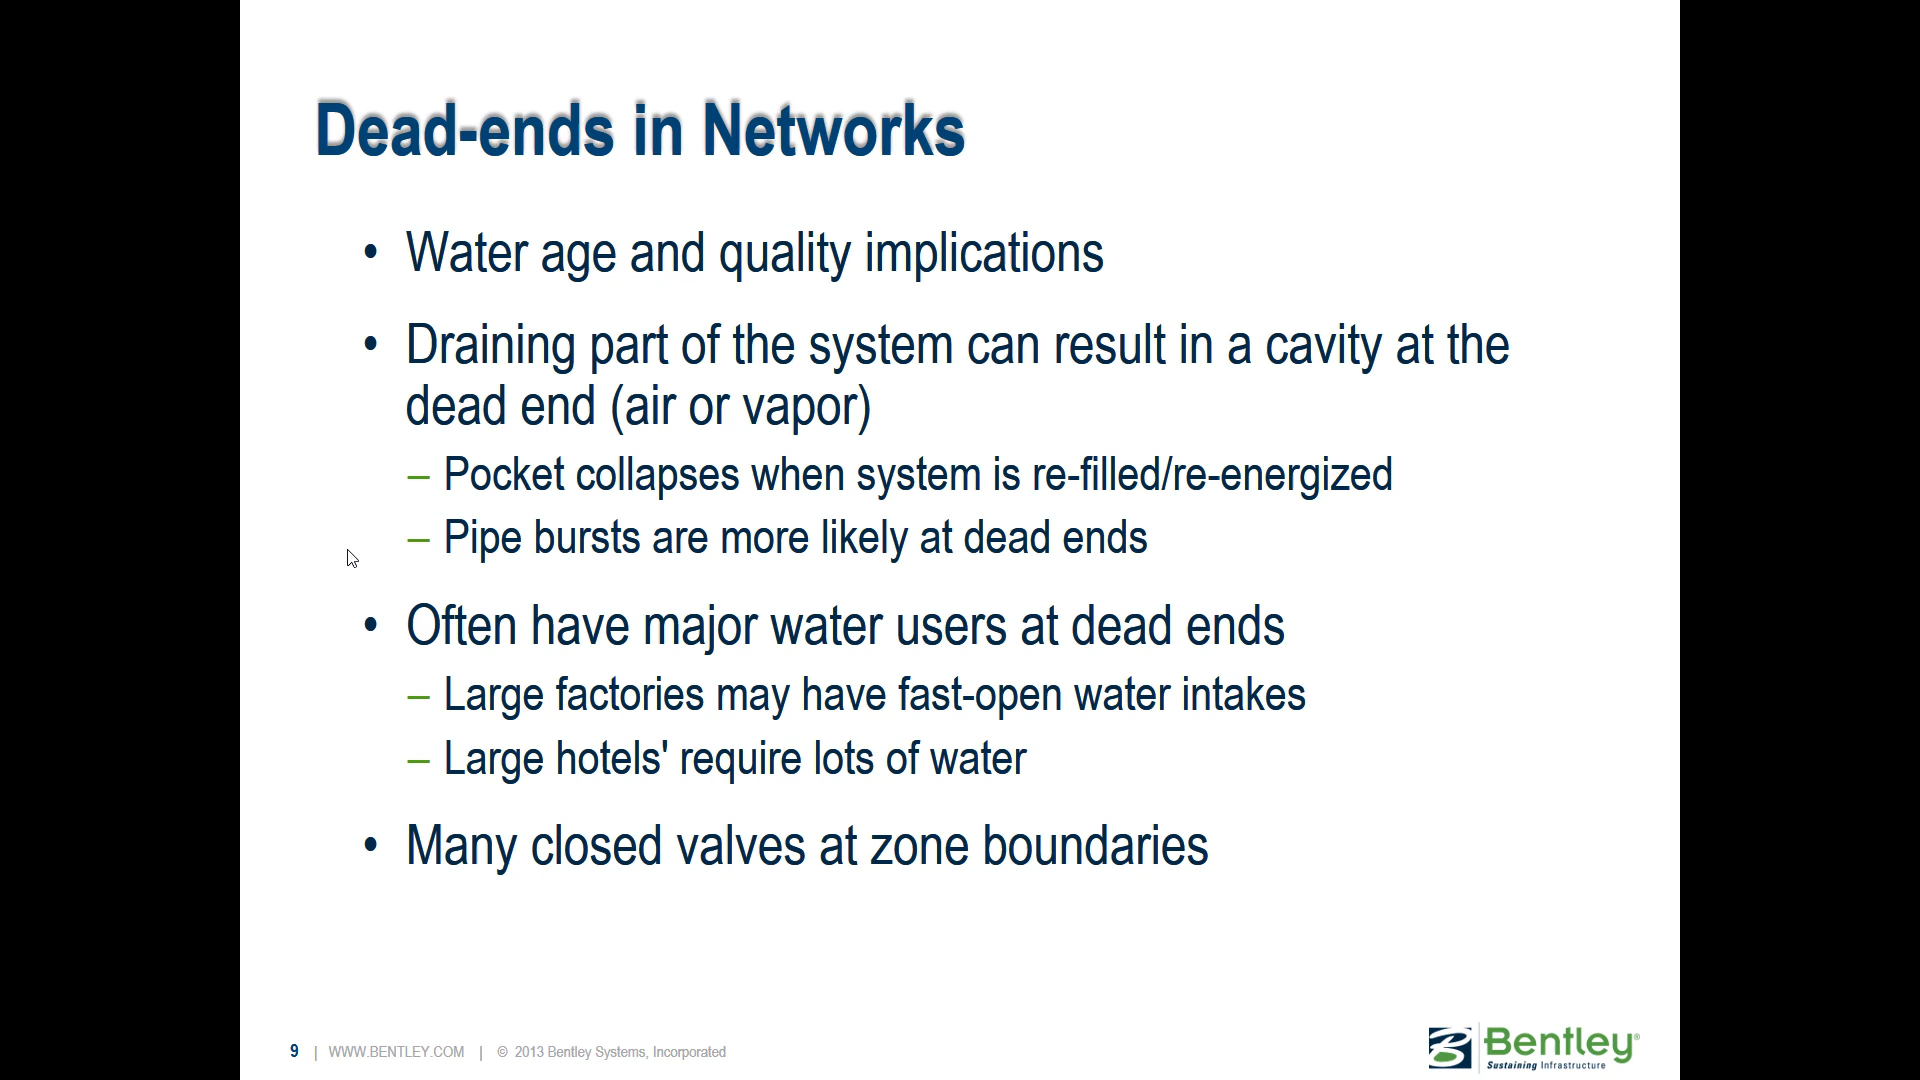 Dead-ends in Networks
• Water age and quality implications
• Draining part of the system can result in a cavity at the
dead end (air or vapor)
– Pocket collapses when system is re-filled/re-energized
– Pipe bursts are more likely at dead ends
• Often have major water users at dead ends
– Large factories may have fast-open water intakes
– Large hotels' require lots of water
• Many closed valves at zone boundaries
9 | WWW.BENTLEY.COM | © 2013 Bentley Systems, Incorporated
Bentley®
Sustaining Infrastructure